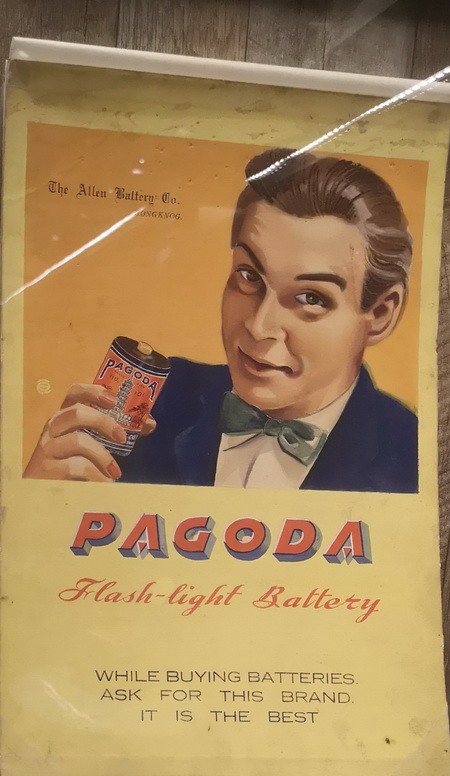 The Allen Battery Co.
HONGKNOG.
PAGODA
PAGODA
Flash-light Battery
WHILE BUYING BATTERIES.
ASK FOR THIS BRAND.
IT IS THE BEST